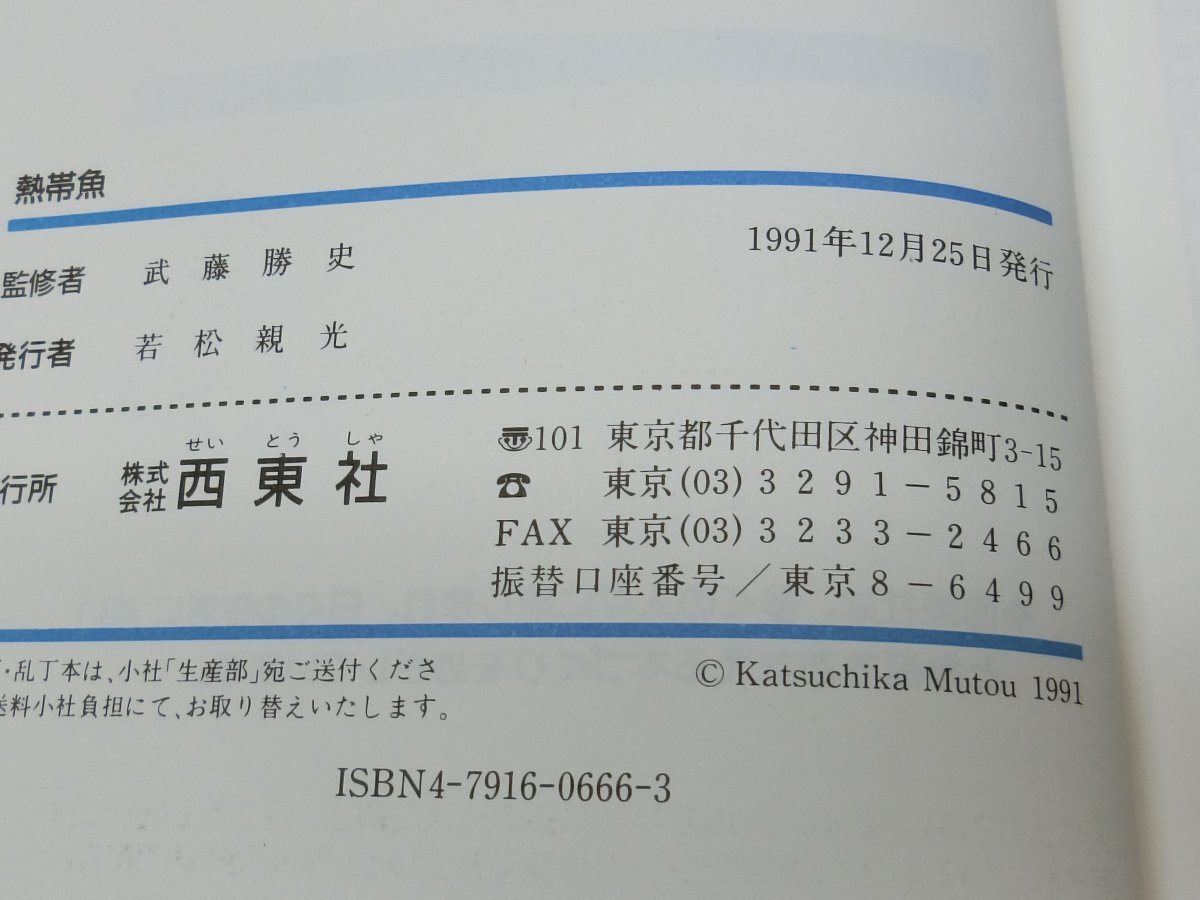 熱帯魚
1991年12月25日発行
監修者 武藤勝史
発行者 若松親光
行所 株式会社 西東社
せい とう しゃ
〠101 東京都千代田区神田錦町3-15
☎ 東京(03)3291-5815
FAX 東京(03)3233-2466
振替口座番号/東京8-6499
・乱丁本は、小社「生産部」宛ご送付くださ
送料小社負担にて、お取り替えいたします。
© Katsuchika Mutou 1991
ISBN4-7916-0666-3